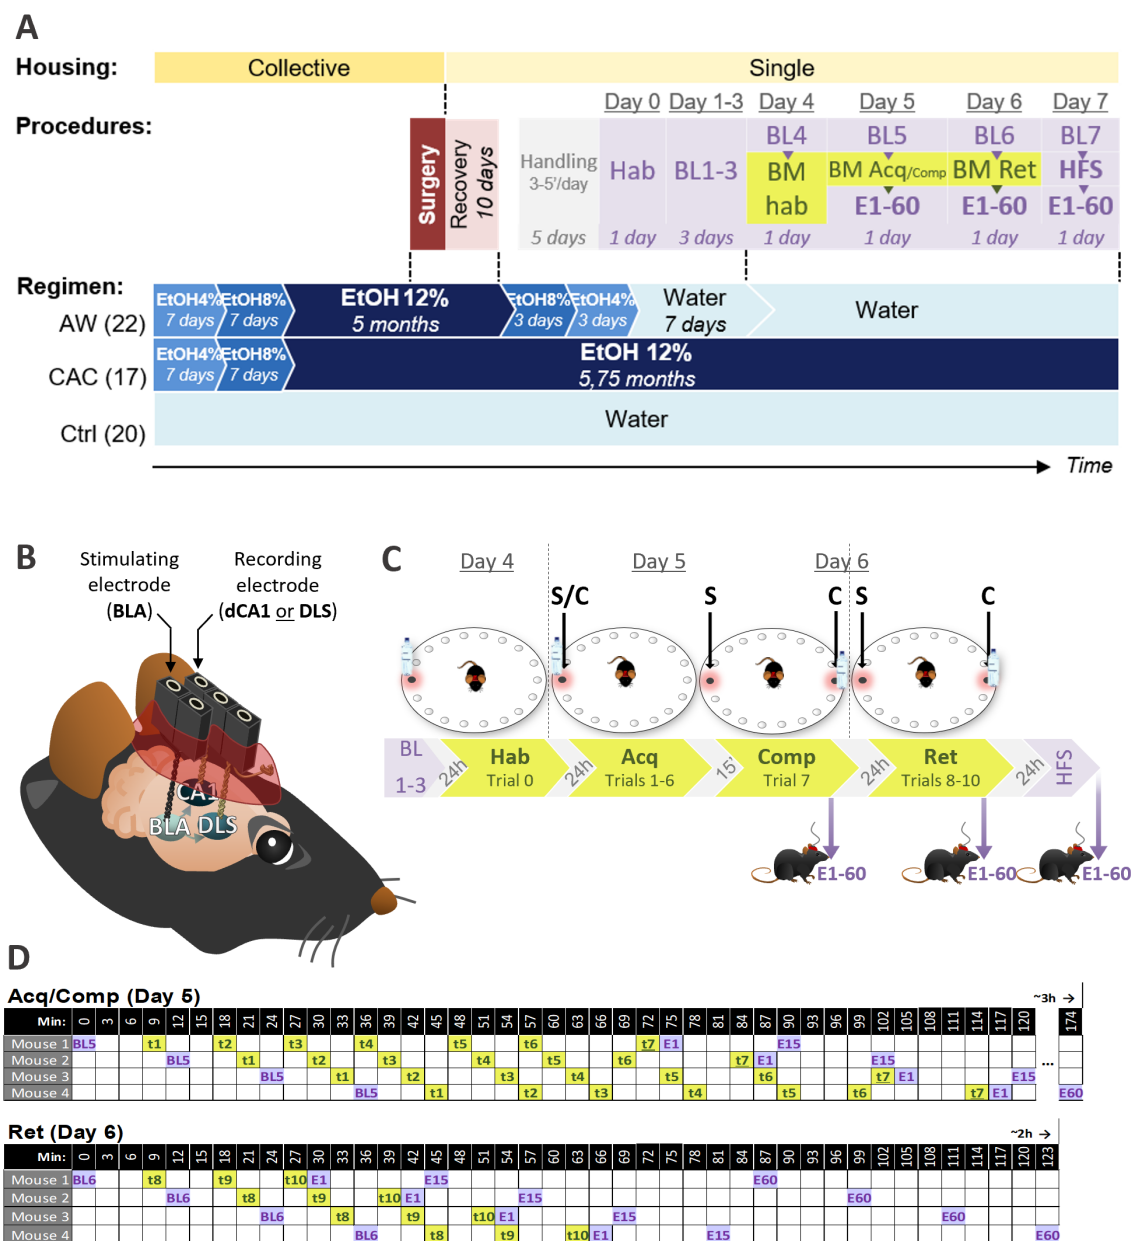 A
Housing: Collective Single
Day 0 Day 1-3 Day 4 Day 5 Day 6 Day 7
Procedures:
Surgery
Recovery
10 days
Handling
3-5'/day
5 days
Hab
1 day
BL1-3
3 days
BL4
BM
hab
1 day
BL5
BM Acq/Comp
E1-60
1 day
BL6
BM Ret
E1-60
1 day
BL7
HFS
E1-60
1 day
Regimen:
AW (22)
EtOH4%
7 days
EtOH8%
7 days
EtOH 12%
5 months
EtOH8%
3 days
EtOH4%
3 days
Water
7 days
Water
CAC (17)
EtOH4%
7 days
EtOH8%
7 days
EtOH 12%
5,75 months
Ctrl (20)
Water
Time
B
Stimulating
electrode
(BLA)
Recording
electrode
(dCA1 or DLS)
CA1
BLA DLS
C
Day 4 Day 5 Day 6
S/C S C S C
BL
1-3
24h
Hab
Trial 0
24h
Acq
Trials 1-6
15'
Comp
Trial 7
24h
Ret
Trials 8-10
24h
HFS
E1-60 E1-60 E1-60
D
Acq/Comp (Day 5)
~3h →
Min: 0 3 6 9 12 15 18 21 24 27 30 33 36 39 42 45 48 51 54 57 60 63 66 69 72 75 78 81 84 87 90 93 96 99 102 105 108 111 114 117 120 174
Mouse 1 BL5 t1 t2 t3 t4 t5 t6 t7 E1 E15
Mouse 2 BL5 t1 t2 t3 t4 t5 t6 t7 E1 E15
...
Mouse 3 BL5 t1 t2 t3 t4 t5 t6 t7 E1 E15
Mouse 4 BL5 t1 t2 t3 t4 t5 t6 t7 E1 E60
Ret (Day 6)
~2h →
Min: 0 3 6 9 12 15 18 21 24 27 30 33 36 39 42 45 48 51 54 57 60 63 66 69 72 75 78 81 84 87 90 93 96 99 102 105 108 111 114 117 120 123
Mouse 1 BL6 t8 t9 t10 E1 E15 E60
Mouse 2 BL6 t8 t9 t10 E1 E15 E60
Mouse 3 BL6 t8 t9 t10 E1 E15 E60
Mouse 4 BL6 t8 t9 t10 E1 E15 E60